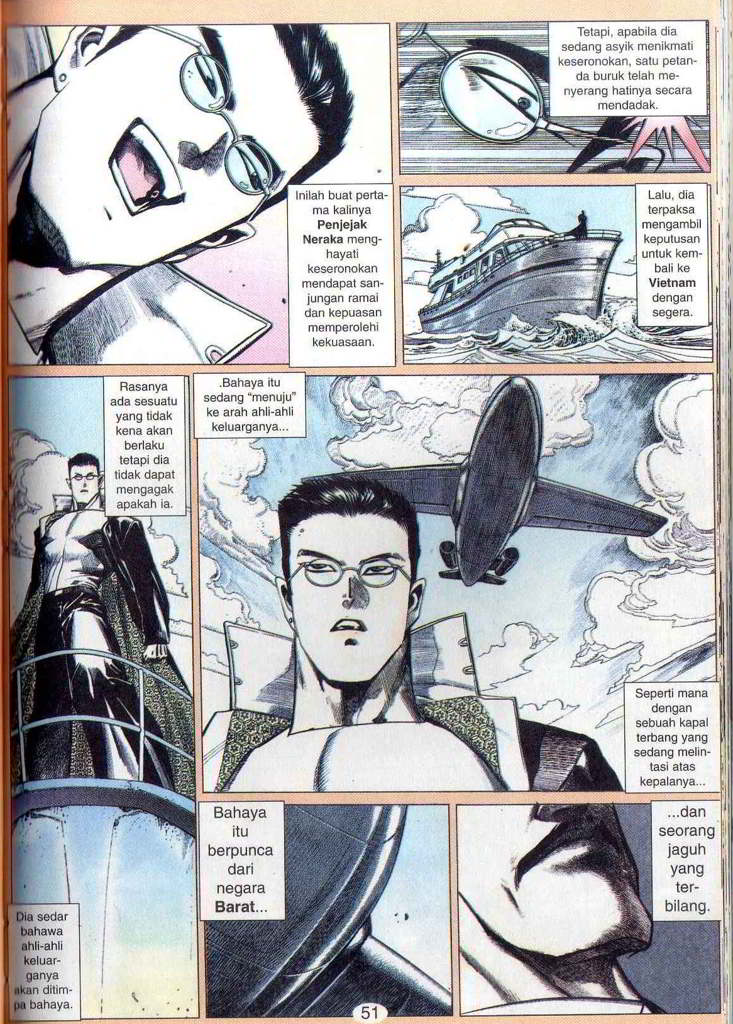 Inilah buat perta-
ma kalinya
Penjejak
Neraka meng-
hayati
keseronokan
mendapat san-
jungan ramai
dan kepuasan
memperolehi
kekuasaan.
Tetapi, apabila dia
sedang asyik menikmati
keseronokan, satu petan-
da buruk telah me-
nyerang hatinya secara
mendadak.
Lalu, dia
terpaksa
mengambil
keputusan
untuk kem-
bali ke
Vietnam
dengan
segera.
Rasanya
ada sesuatu
yang tidak
kena akan
berlaku
tetapi dia
tidak dapat
mengagak
apakah ia.
Dia sedar
bahawa
ahli-ahli
keluar-
ganya
akan ditim-
pa bahaya.
.Bahaya itu
sedang "menuju"
ke arah ahli-ahli
keluarganya...
Seperti mana
dengan
sebuah kapal
terbang yang
sedang melin-
tasi atas
kepalanya...
Bahaya
itu
berpunca
dari
negara
Barat...
...dan
seorang
jaguh
yang
ter-
bilang.
51